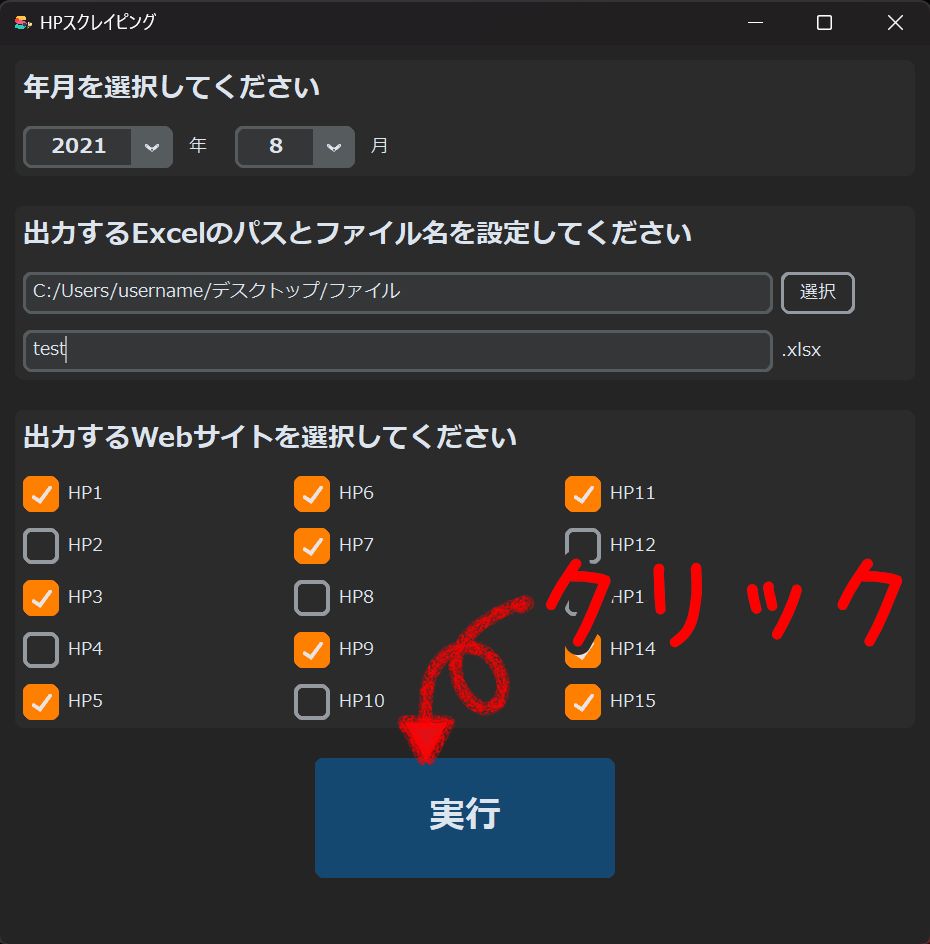 HPスクレイピング
年月を選択してください
2021 年 8 月
出力するExcelのパスとファイル名を設定してください
C:/Users/username/デスクトップ/ファイル 選択
test .xlsx
出力するWebサイトを選択してください
HP1 HP6 HP11
HP2 HP7 HP12
HP3 HP8 HP1
HP4 HP9 HP14
HP5 HP10 HP15
クリック
実行